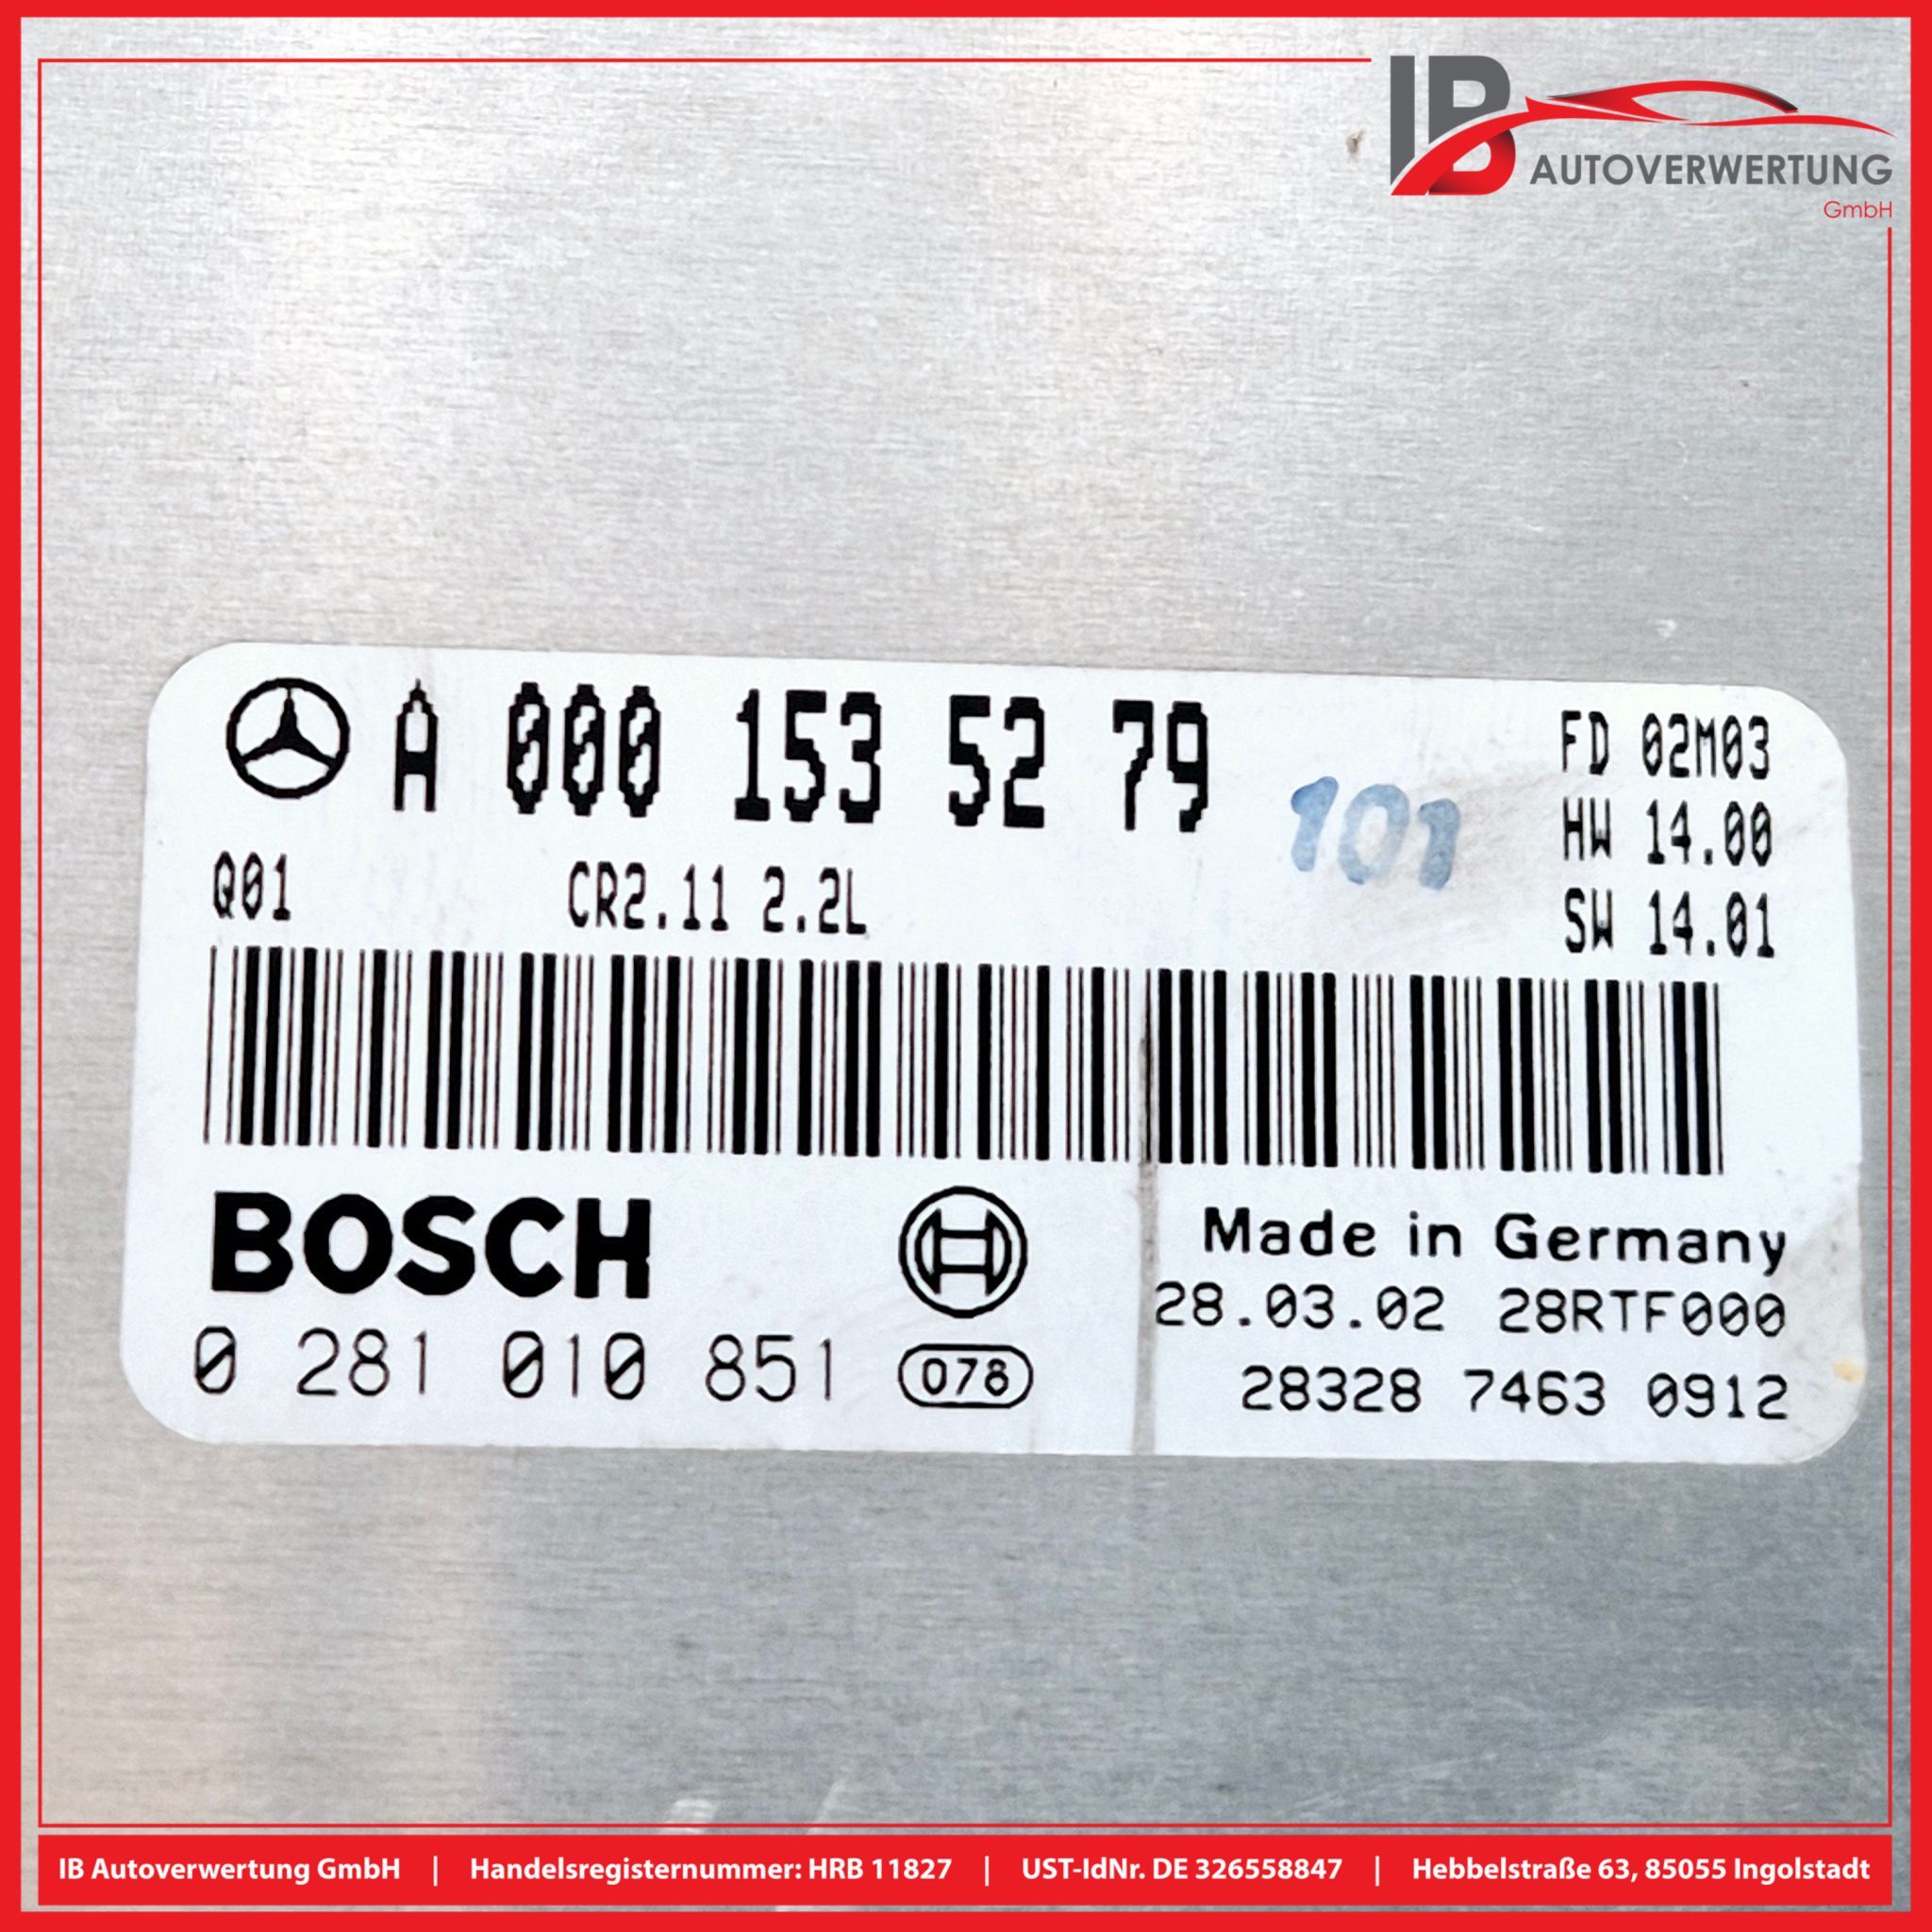 IB AUTOVERWERTUNG
GmbH
A 000 153 52 79
101
FD 02M03
HW 14.00
SW 14.01
Q01 CR2.11 2.2L
BOSCH
0 281 010 851
078
Made in Germany
28.03.02 28RTF000
28328 7463 0912
IB Autoverwertung GmbH | Handelsregisternummer: HRB 11827 | UST-IdNr. DE 326558847 | Hebbelstraße 63, 85055 Ingolstadt